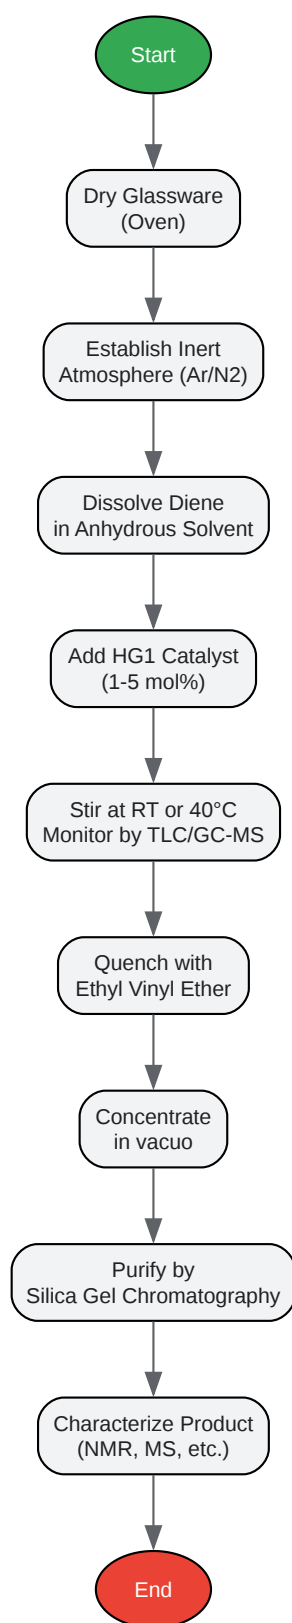 Start
Dry Glassware
(Oven)
Establish Inert
Atmosphere (Ar/N2)
Dissolve Diene
in Anhydrous Solvent
Add HG1 Catalyst
(1-5 mol%)
Stir at RT or 40°C
Monitor by TLC/GC-MS
Quench with
Ethyl Vinyl Ether
Concentrate
in vacuo
Purify by
Silica Gel Chromatography
Characterize Product
(NMR, MS, etc.)
End